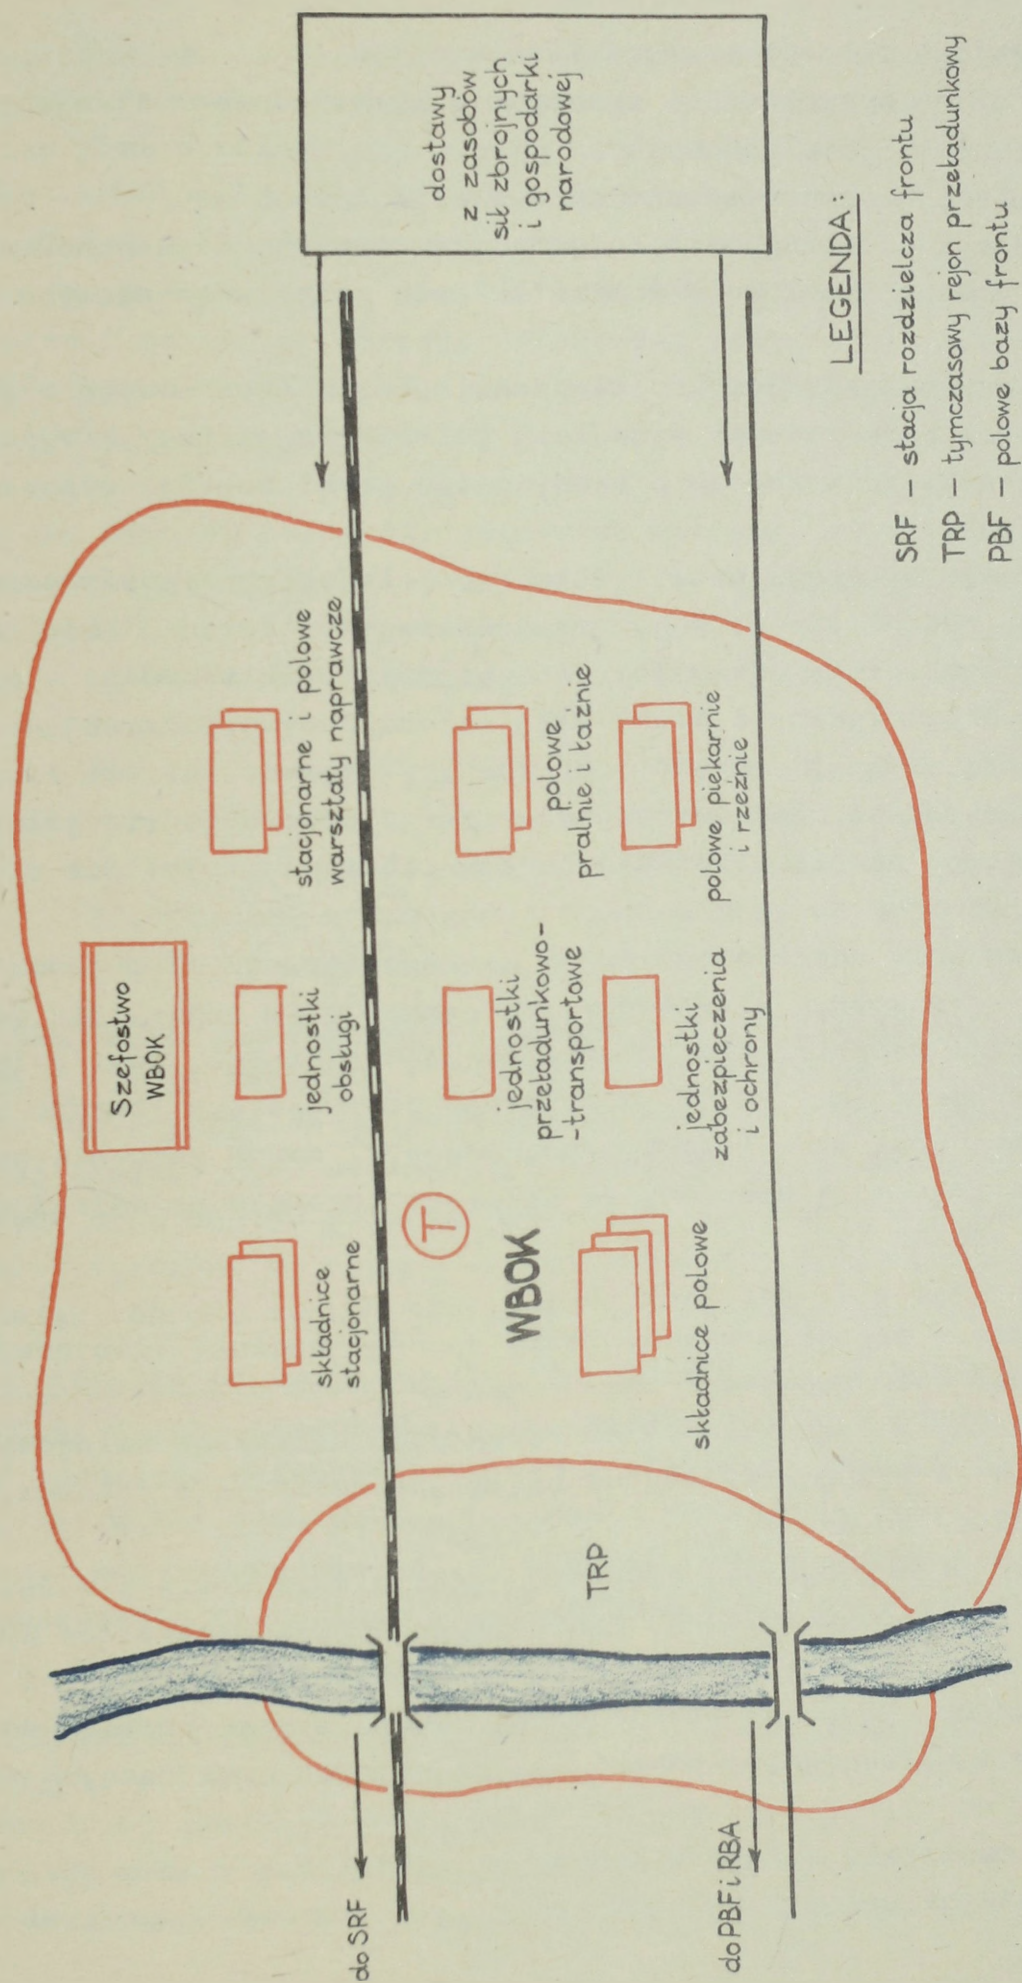 dostawy
z zasobów
sił zbrojnych
i gospodarki
narodowej
Szefostwo
WBOK
składnice
stacjonarne
jednostki
obsługi
stacjonarne i polowe
warsztaty naprawcze
T
WBOK
jednostki
przeładunkowo-
-transportowe
polowe
pralnie i łaźnie
składnice polowe
jednostki
zabezpieczenia
i ochrony
polowe piekarnie
i rzeźnie
TRP
do SRF
do PBF i RBA
LEGENDA:
SRF – stacja rozdzielcza frontu
TRP – tymczasowy rejon przeładunkowy
PBF – polowe bazy frontu